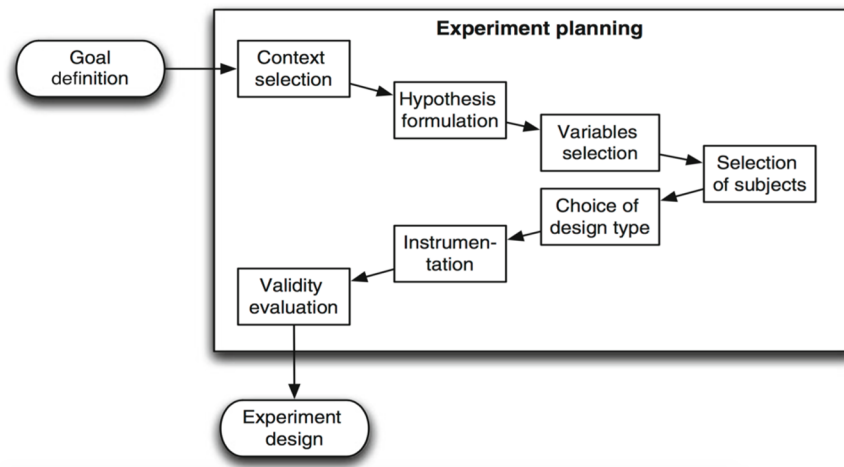 Experiment planning
Goal
definition
Context
selection
Hypothesis
formulation
Variables
selection
Selection
of subjects
Choice of
design type
Instrumen-
tation
Validity
evaluation
Experiment
design